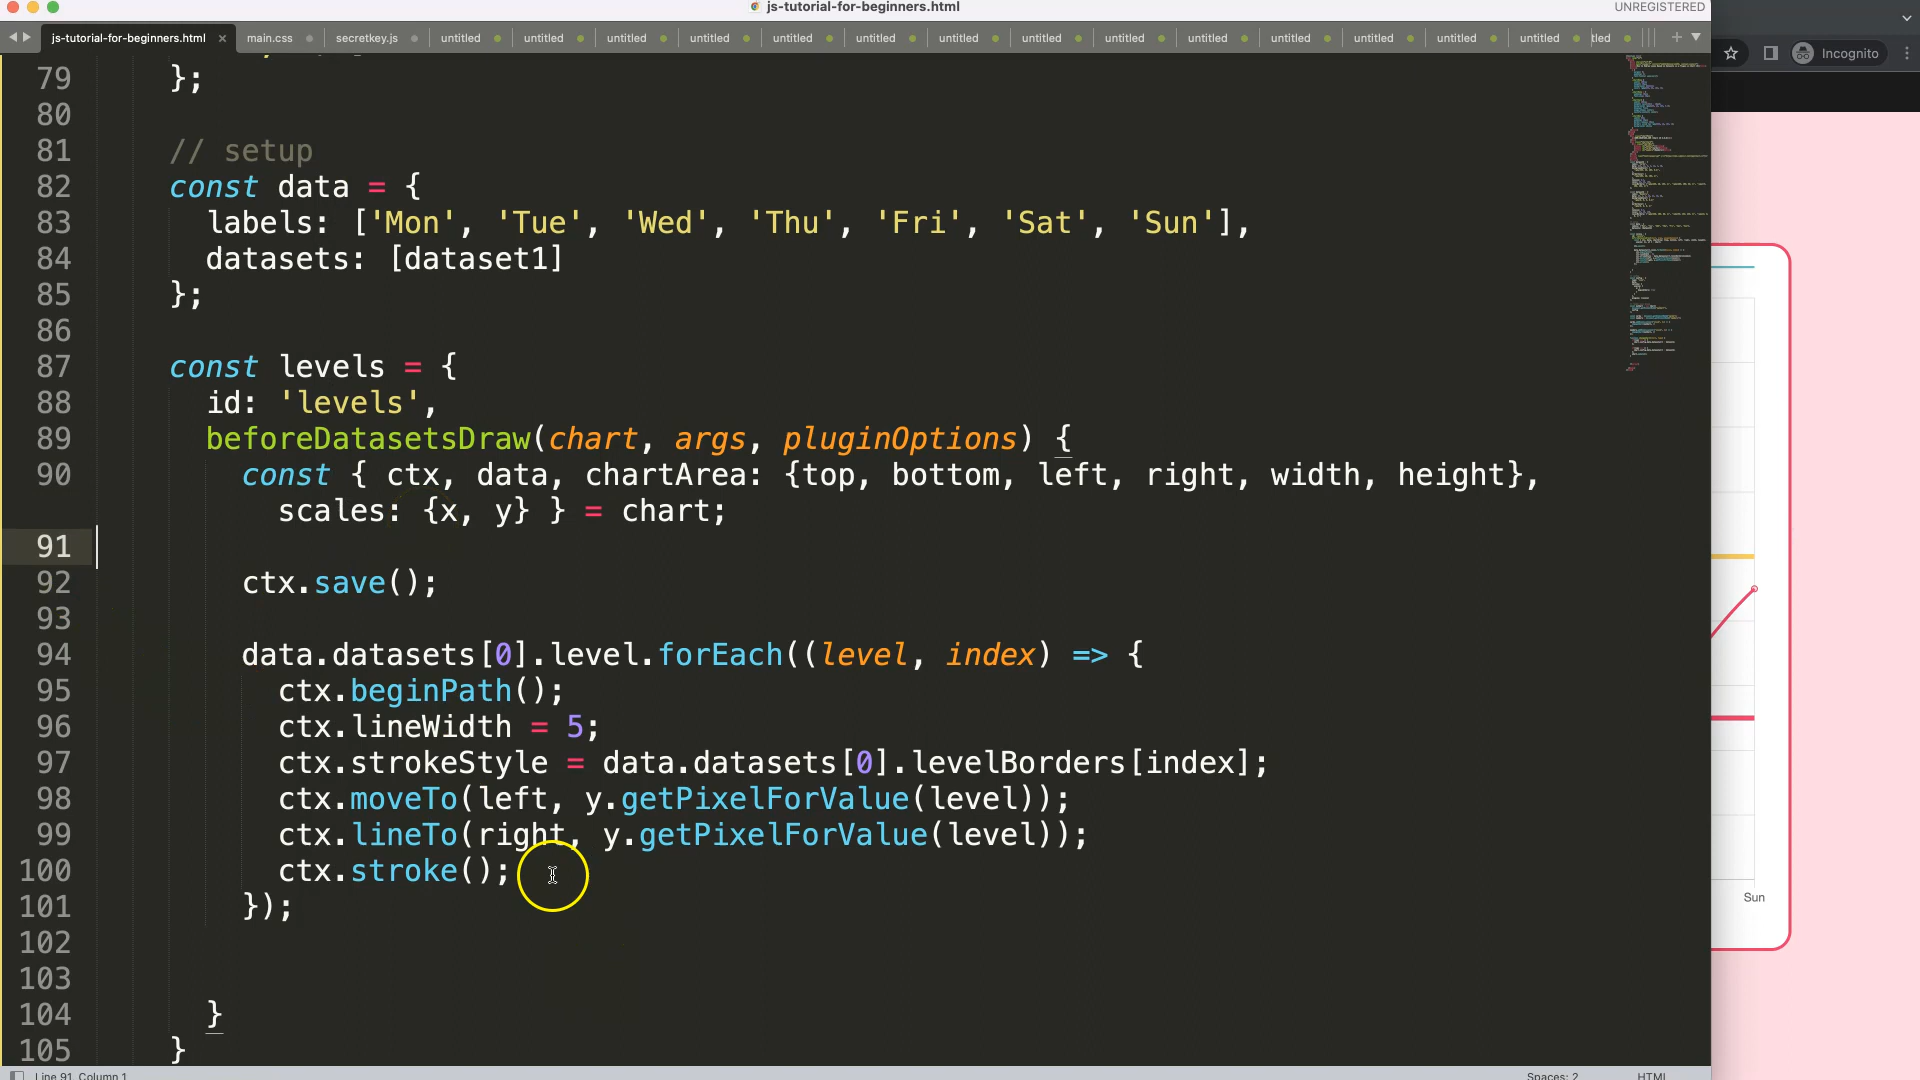 js-tutorial-for-beginners.html
UNREGISTERED
js-tutorial-for-beginners.html × main.css secretkey.js untitled untitled untitled untitled untitled untitled untitled untitled untitled untitled untitled untitled untitled untitled tled + ▼
Incognito
79 };
80
81 // setup
82 const data = {
83 labels: ['Mon', 'Tue', 'Wed', 'Thu', 'Fri', 'Sat', 'Sun'],
84 datasets: [dataset1]
85 };
86
87 const levels = {
88 id: 'levels',
89 beforeDatasetsDraw(chart, args, pluginOptions) {
90 const { ctx, data, chartArea: {top, bottom, left, right, width, height},
scales: {x, y} } = chart;
91
92 ctx.save();
93
94 data.datasets[0].level.forEach((level, index) => {
95 ctx.beginPath();
96 ctx.lineWidth = 5;
97 ctx.strokeStyle = data.datasets[0].levelBorders[index];
98 ctx.moveTo(left, y.getPixelForValue(level));
99 ctx.lineTo(right, y.getPixelForValue(level));
100 ctx.stroke();
101 });
102
103
104 }
105 }
Sun
Line 91, Column 1
Spaces: 2
HTML